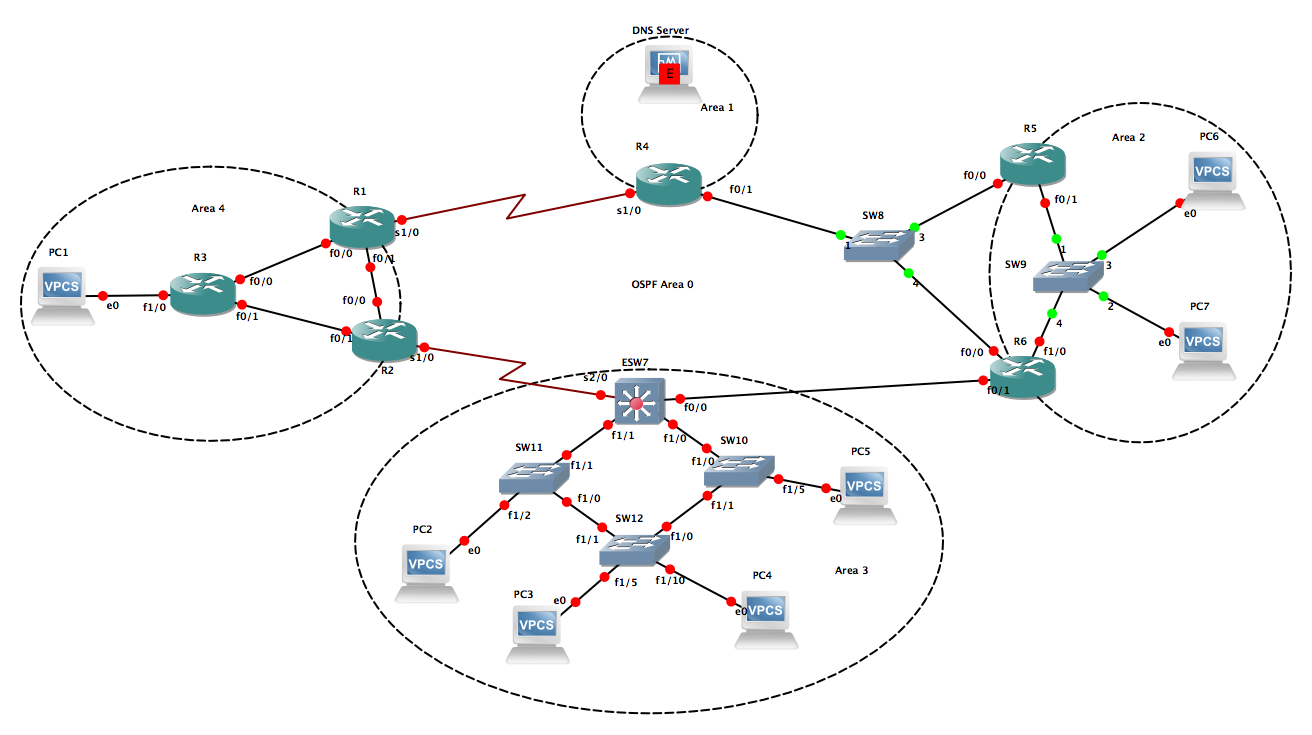 DNS Server
E
Area 1
R4
s1/0
f0/1
R5
f0/0
f0/1
Area 2
PC6
VPCS
e0
SW8
1
3
4
SW9
1
3
2
4
PC7
VPCS
e0
R6
f0/0
f1/0
f0/1
Area 4
R1
s1/0
f0/0
f0/1
PC1
VPCS
e0
R3
f1/0
f0/0
f0/1
f0/0
f0/1
s1/0
R2
OSPF Area 0
ESW7
s2/0
f0/0
f1/1
f1/0
SW11
f1/1
f1/0
f1/2
SW10
f1/0
f1/5
f1/1
PC5
VPCS
e0
PC2
VPCS
e0
SW12
f1/1
f1/0
f1/5
f1/10
Area 3
PC3
e0
VPCS
PC4
e0
VPCS